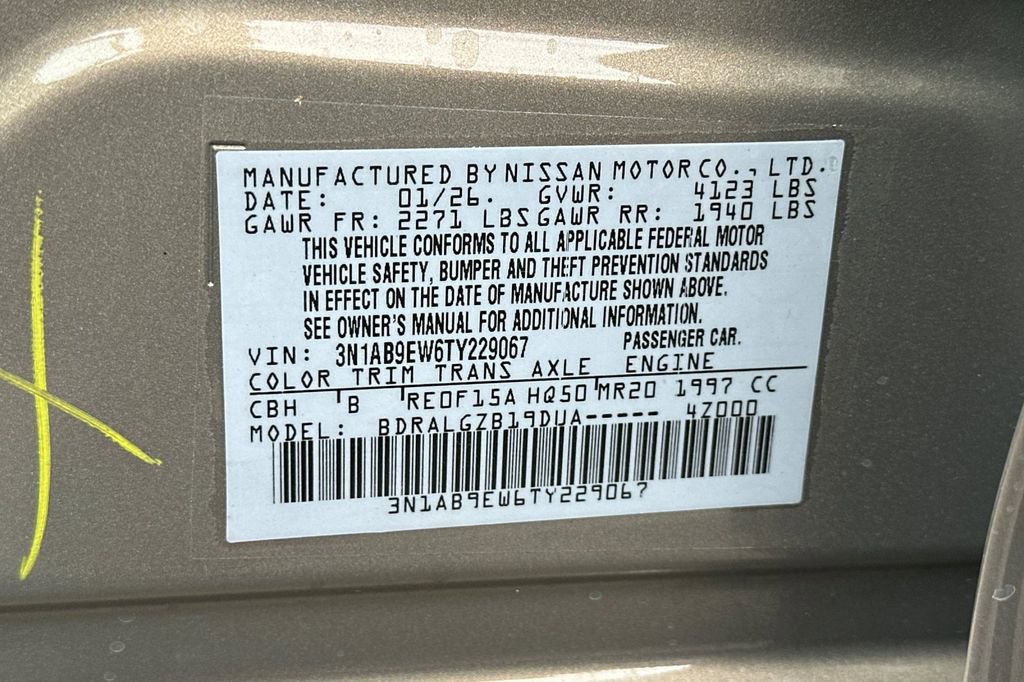 MANUFACTURED BY NISSAN MOTOR CO., LTD.
DATE: 01/26. GVWR: 4123 LBS
GAWR FR: 2271 LBS GAWR RR: 1940 LBS
THIS VEHICLE CONFORMS TO ALL APPLICABLE FEDERAL MOTOR
VEHICLE SAFETY, BUMPER AND THEFT PREVENTION STANDARDS
IN EFFECT ON THE DATE OF MANUFACTURE SHOWN ABOVE.
SEE OWNER'S MANUAL FOR ADDITIONAL INFORMATION.
VIN: 3N1AB9EW6TY229067 PASSENGER CAR.
COLOR TRIM TRANS AXLE ENGINE
CBH B RE0F15A HQ50 MR20 1997 CC
MODEL: BDRALGZB19DUA----- 4Z000
3N1AB9EW6TY229067